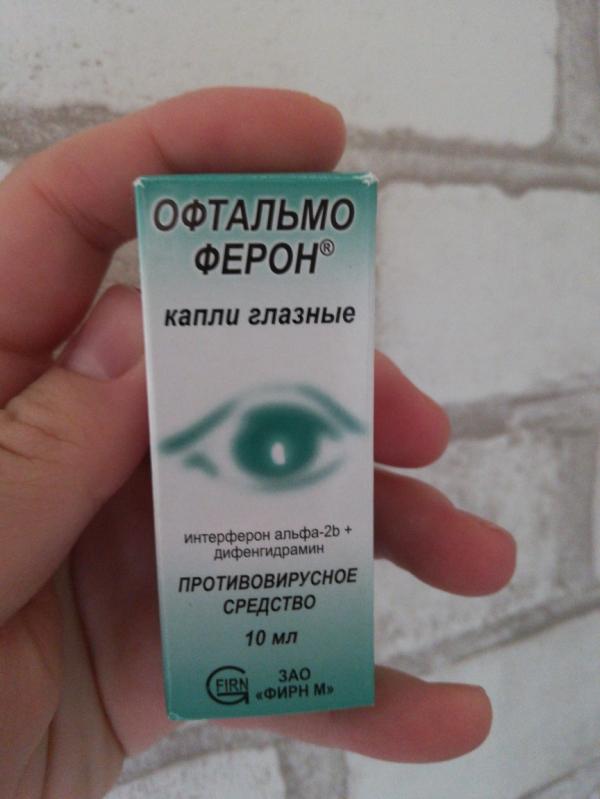 ОФТАЛЬМО
ФЕРОН®
капли глазные
интерферон альфа-2b +
дифенгидрамин
ПРОТИВОВИРУСНОЕ
СРЕДСТВО
10 мл
FIRN
ЗАО
«ФИРН М»